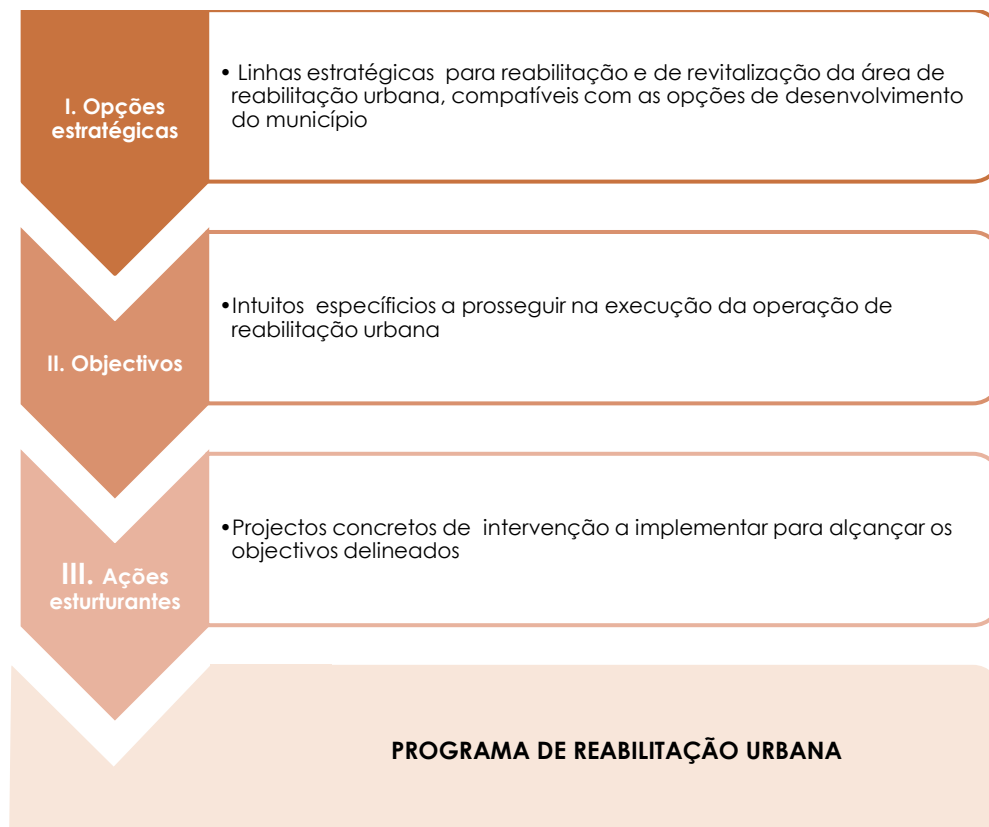 I. Opções
estratégicas
• Linhas estratégicas para reabilitação e de revitalização da área de
reabilitação urbana, compatíveis com as opções de desenvolvimento
do município
II. Objectivos
•Intuitos específicios a prosseguir na execução da operação de
reabilitação urbana
III. Ações
esturturantes
•Projectos concretos de intervenção a implementar para alçançar os
objectivos delineados
PROGRAMA DE REABILITAÇÃO URBANA